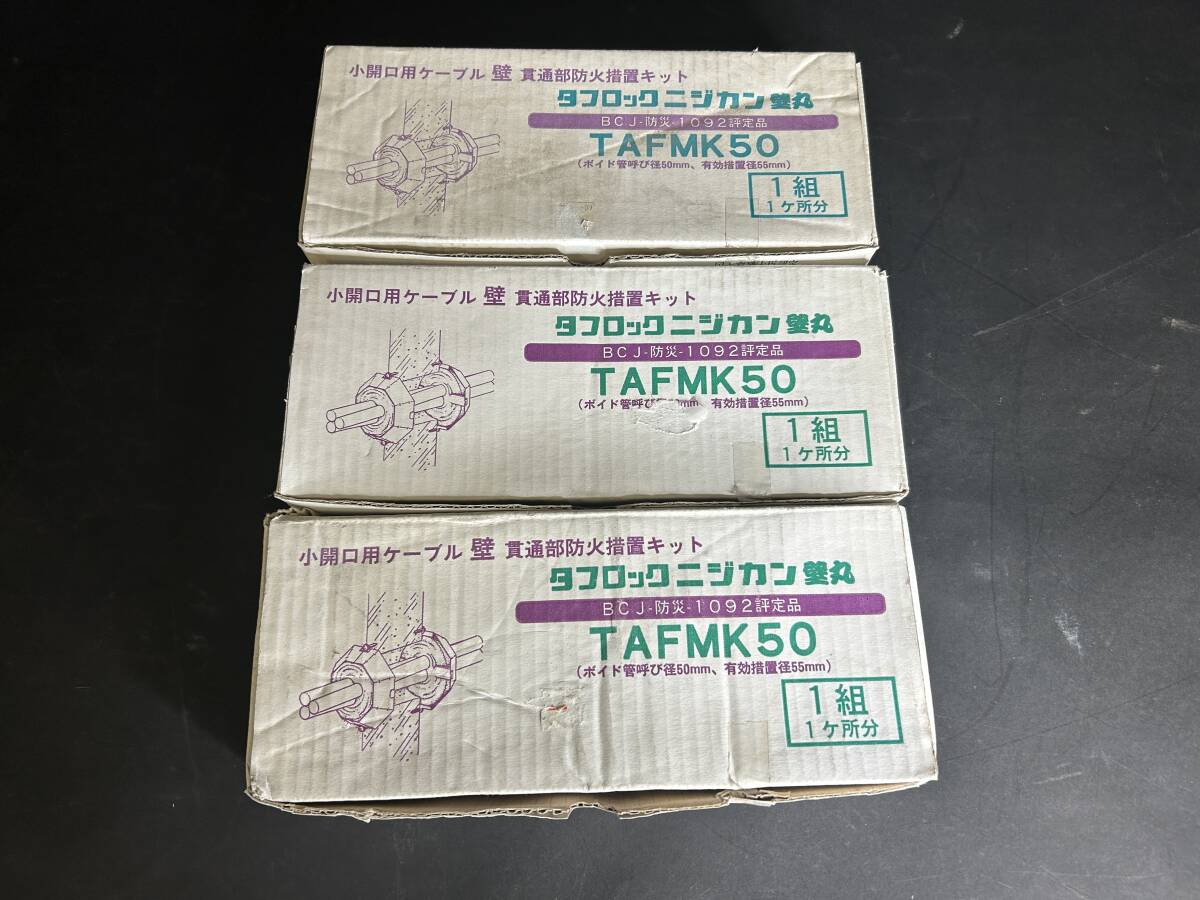 小開口用ケーブル 壁 貫通部防火措置キット
タフロックニジカン壁丸
BCJ-防災-1092評定品
TAFMK50
(ボイド管呼び径50mm、有効措置径55mm)
1組
1ケ所分
小開口用ケーブル 壁 貫通部防火措置キット
タフロックニジカン壁丸
BCJ-防災-1092評定品
TAFMK50
(ボイド管呼び 0mm、有効措置径55mm)
1組
1ケ所分
小開口用ケーブル 壁 貫通部防火措置キット
タフロックニジカン壁丸
BCJ-防災-1092評定品
TAFMK50
(ボイド管呼び径50mm、有効措置径55mm)
1組
1ケ所分